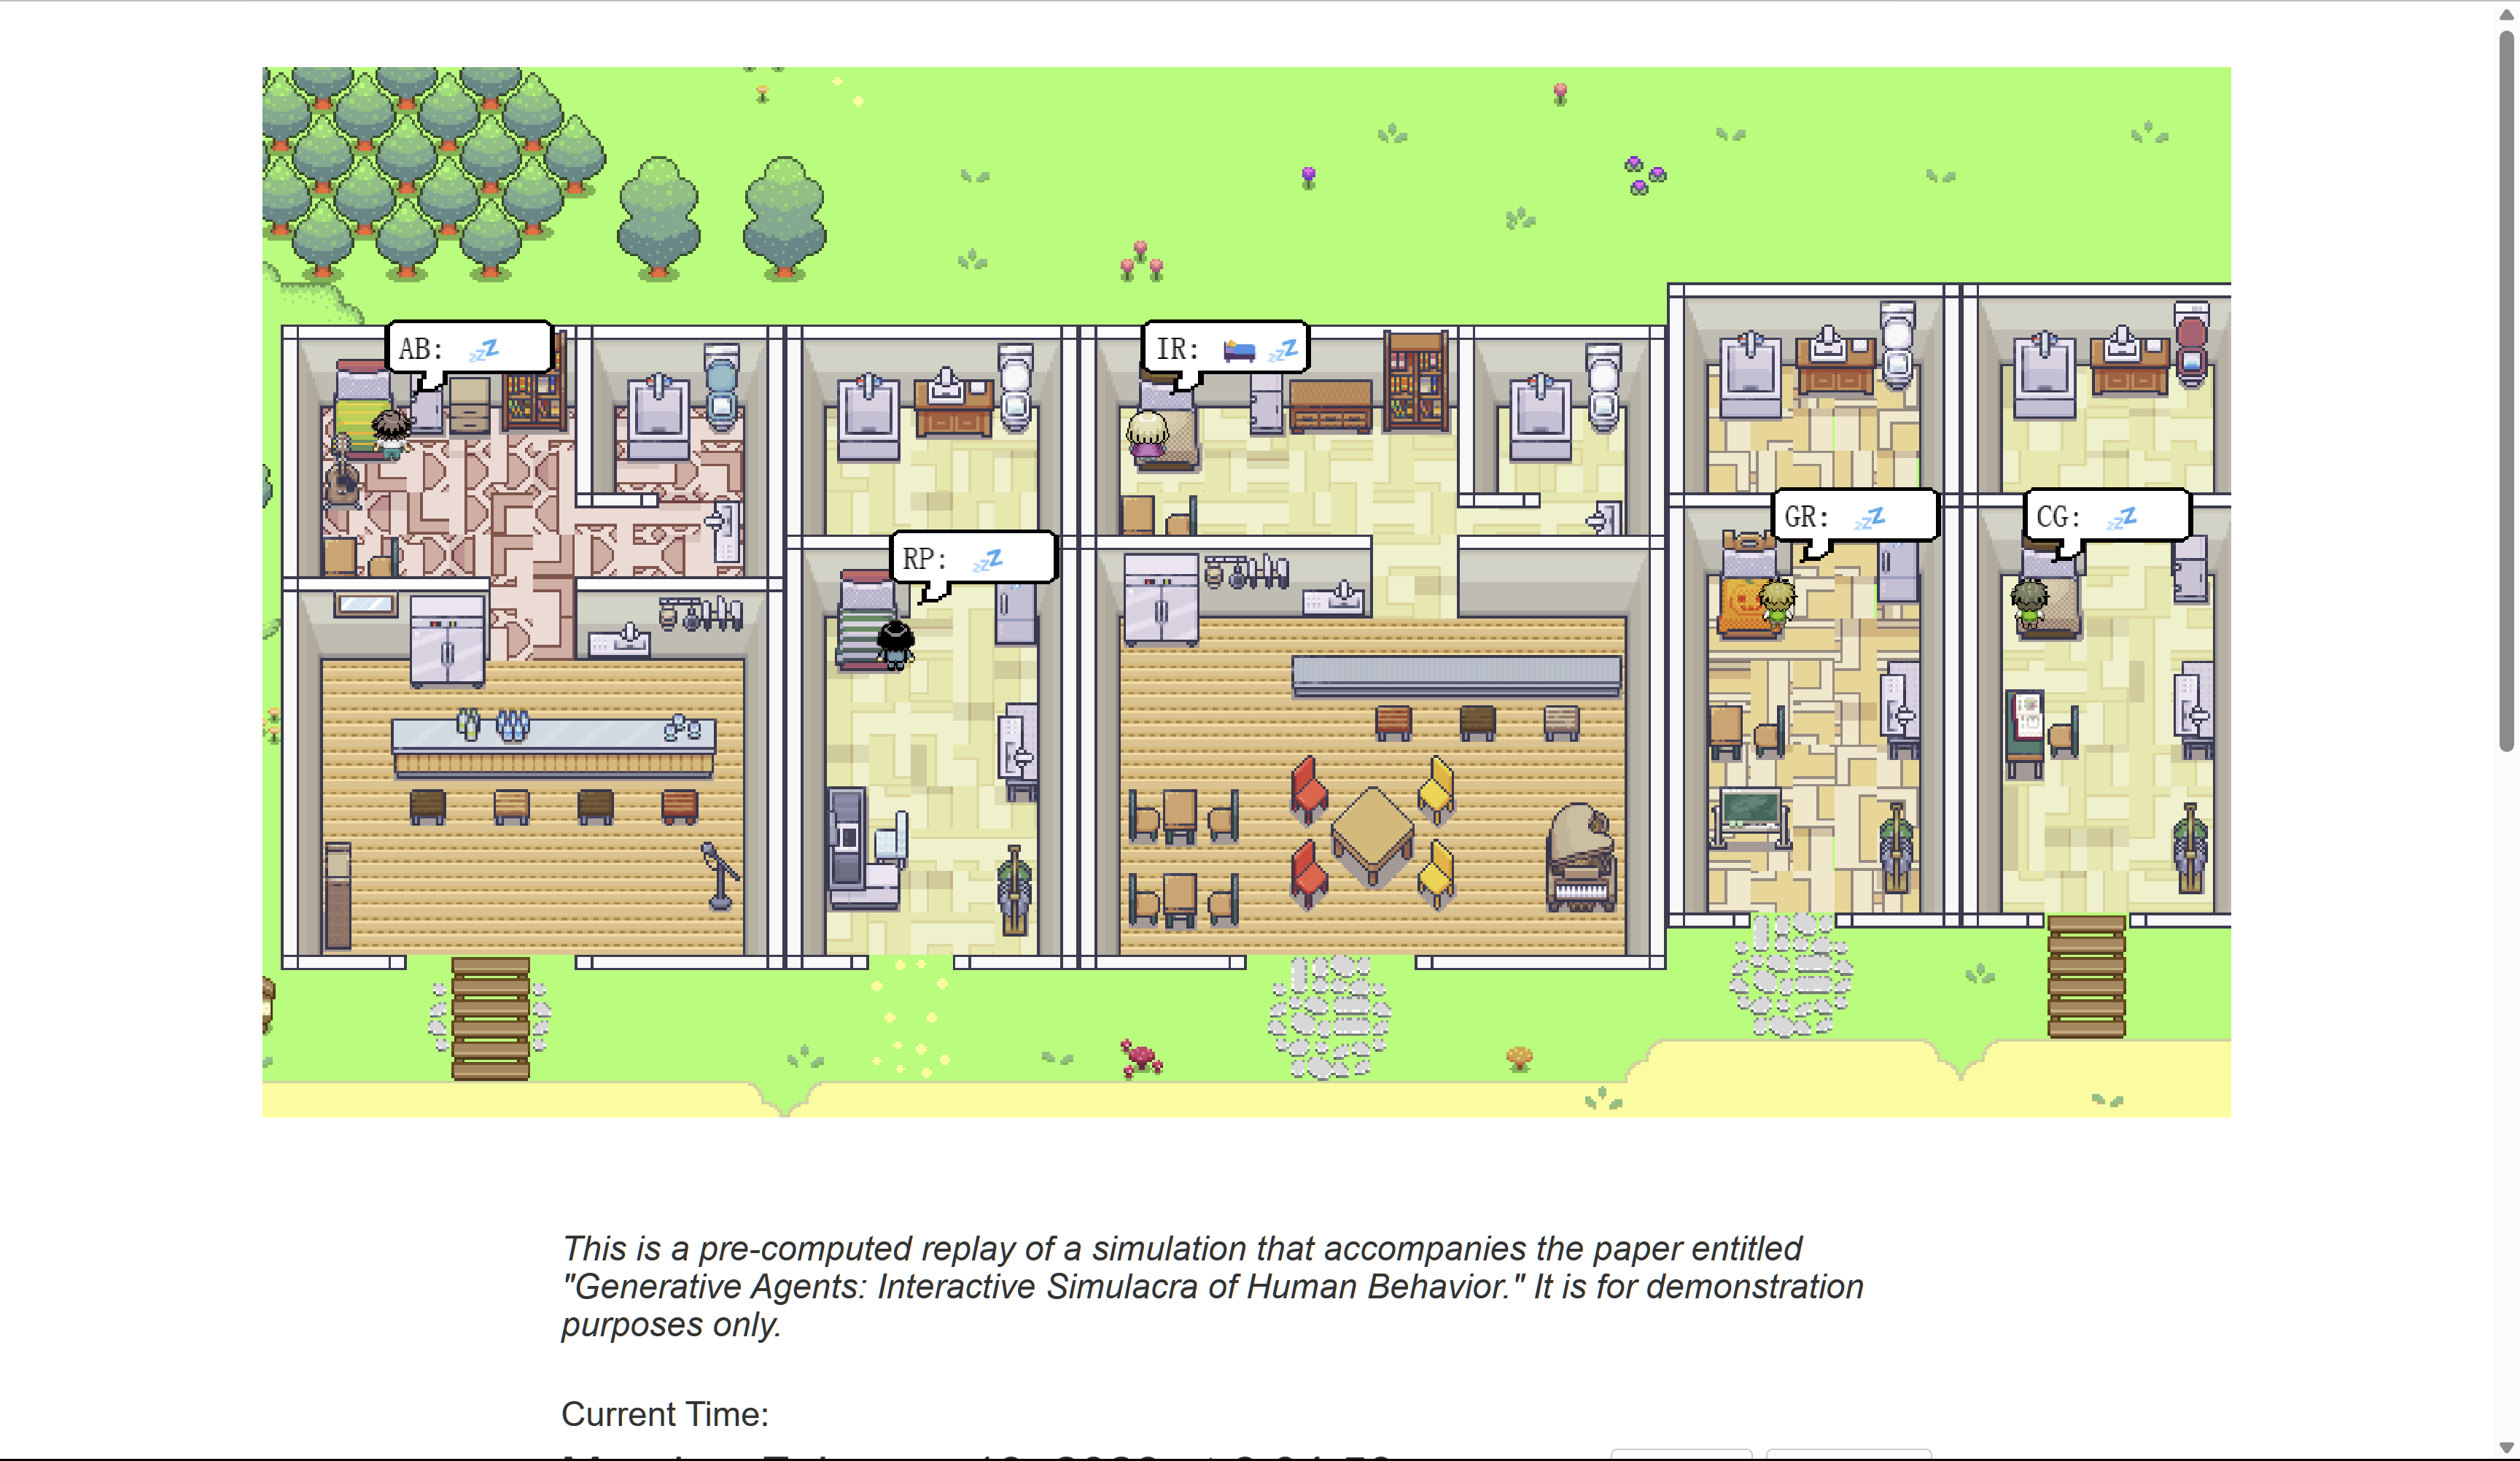 AB:
IR:
GR:
CG:
RP:
This is a pre-computed replay of a simulation that accompanies the paper entitled
"Generative Agents: Interactive Simulacra of Human Behavior." It is for demonstration
purposes only.
Current Time: